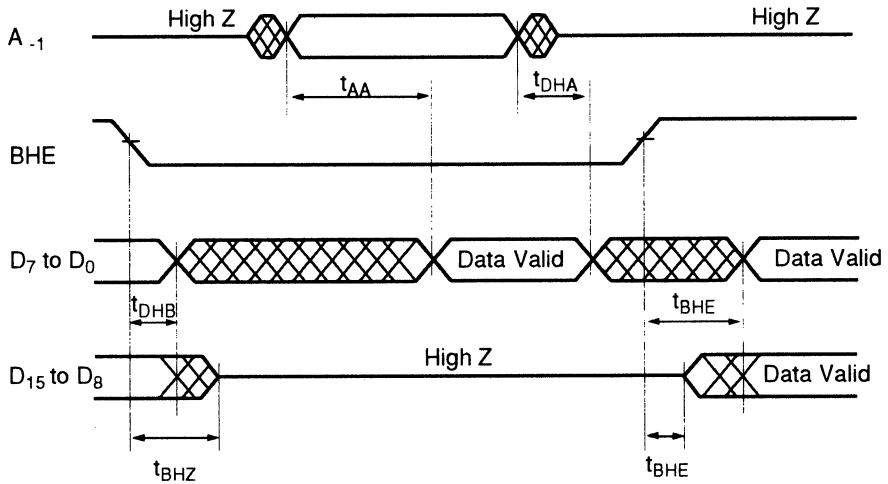 High Z High Z
A -1
tAA tDHA
BHE
D7 to D0 Data Valid Data Valid
tDHB tBHE
High Z
D15 to D8 Data Valid
tBHZ tBHE